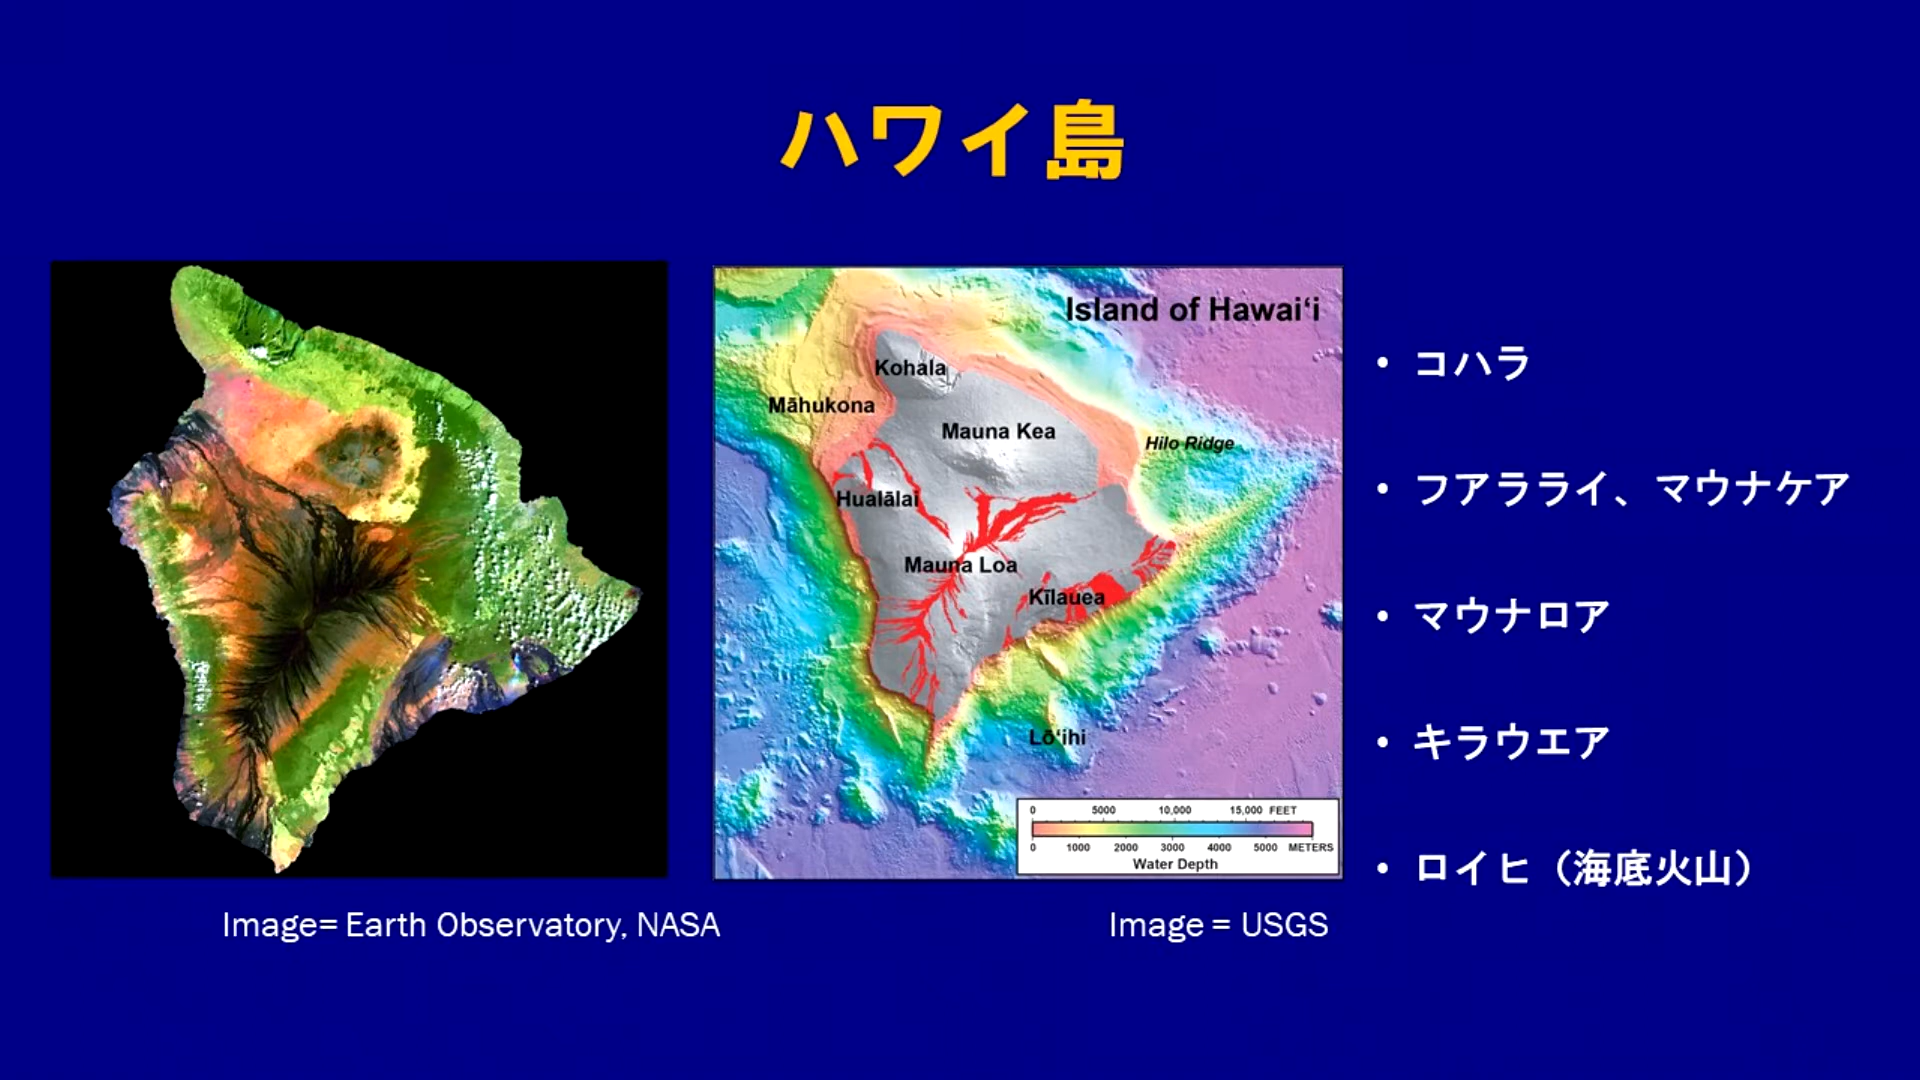 ハワイ島
Island of Hawaiʻi
Kohala
Māhukona
Mauna Kea
Hilo Ridge
Hualālai
Mauna Loa
Kīlauea
Lōʻihi
0 5000 10,000 15,000 FEET
0 1000 2000 3000 4000 5000 METERS
Water Depth
• コハラ
• フアラライ、マウナケア
• マウナロア
• キラウエア
• ロイヒ（海底火山）
Image= Earth Observatory, NASA
Image = USGS